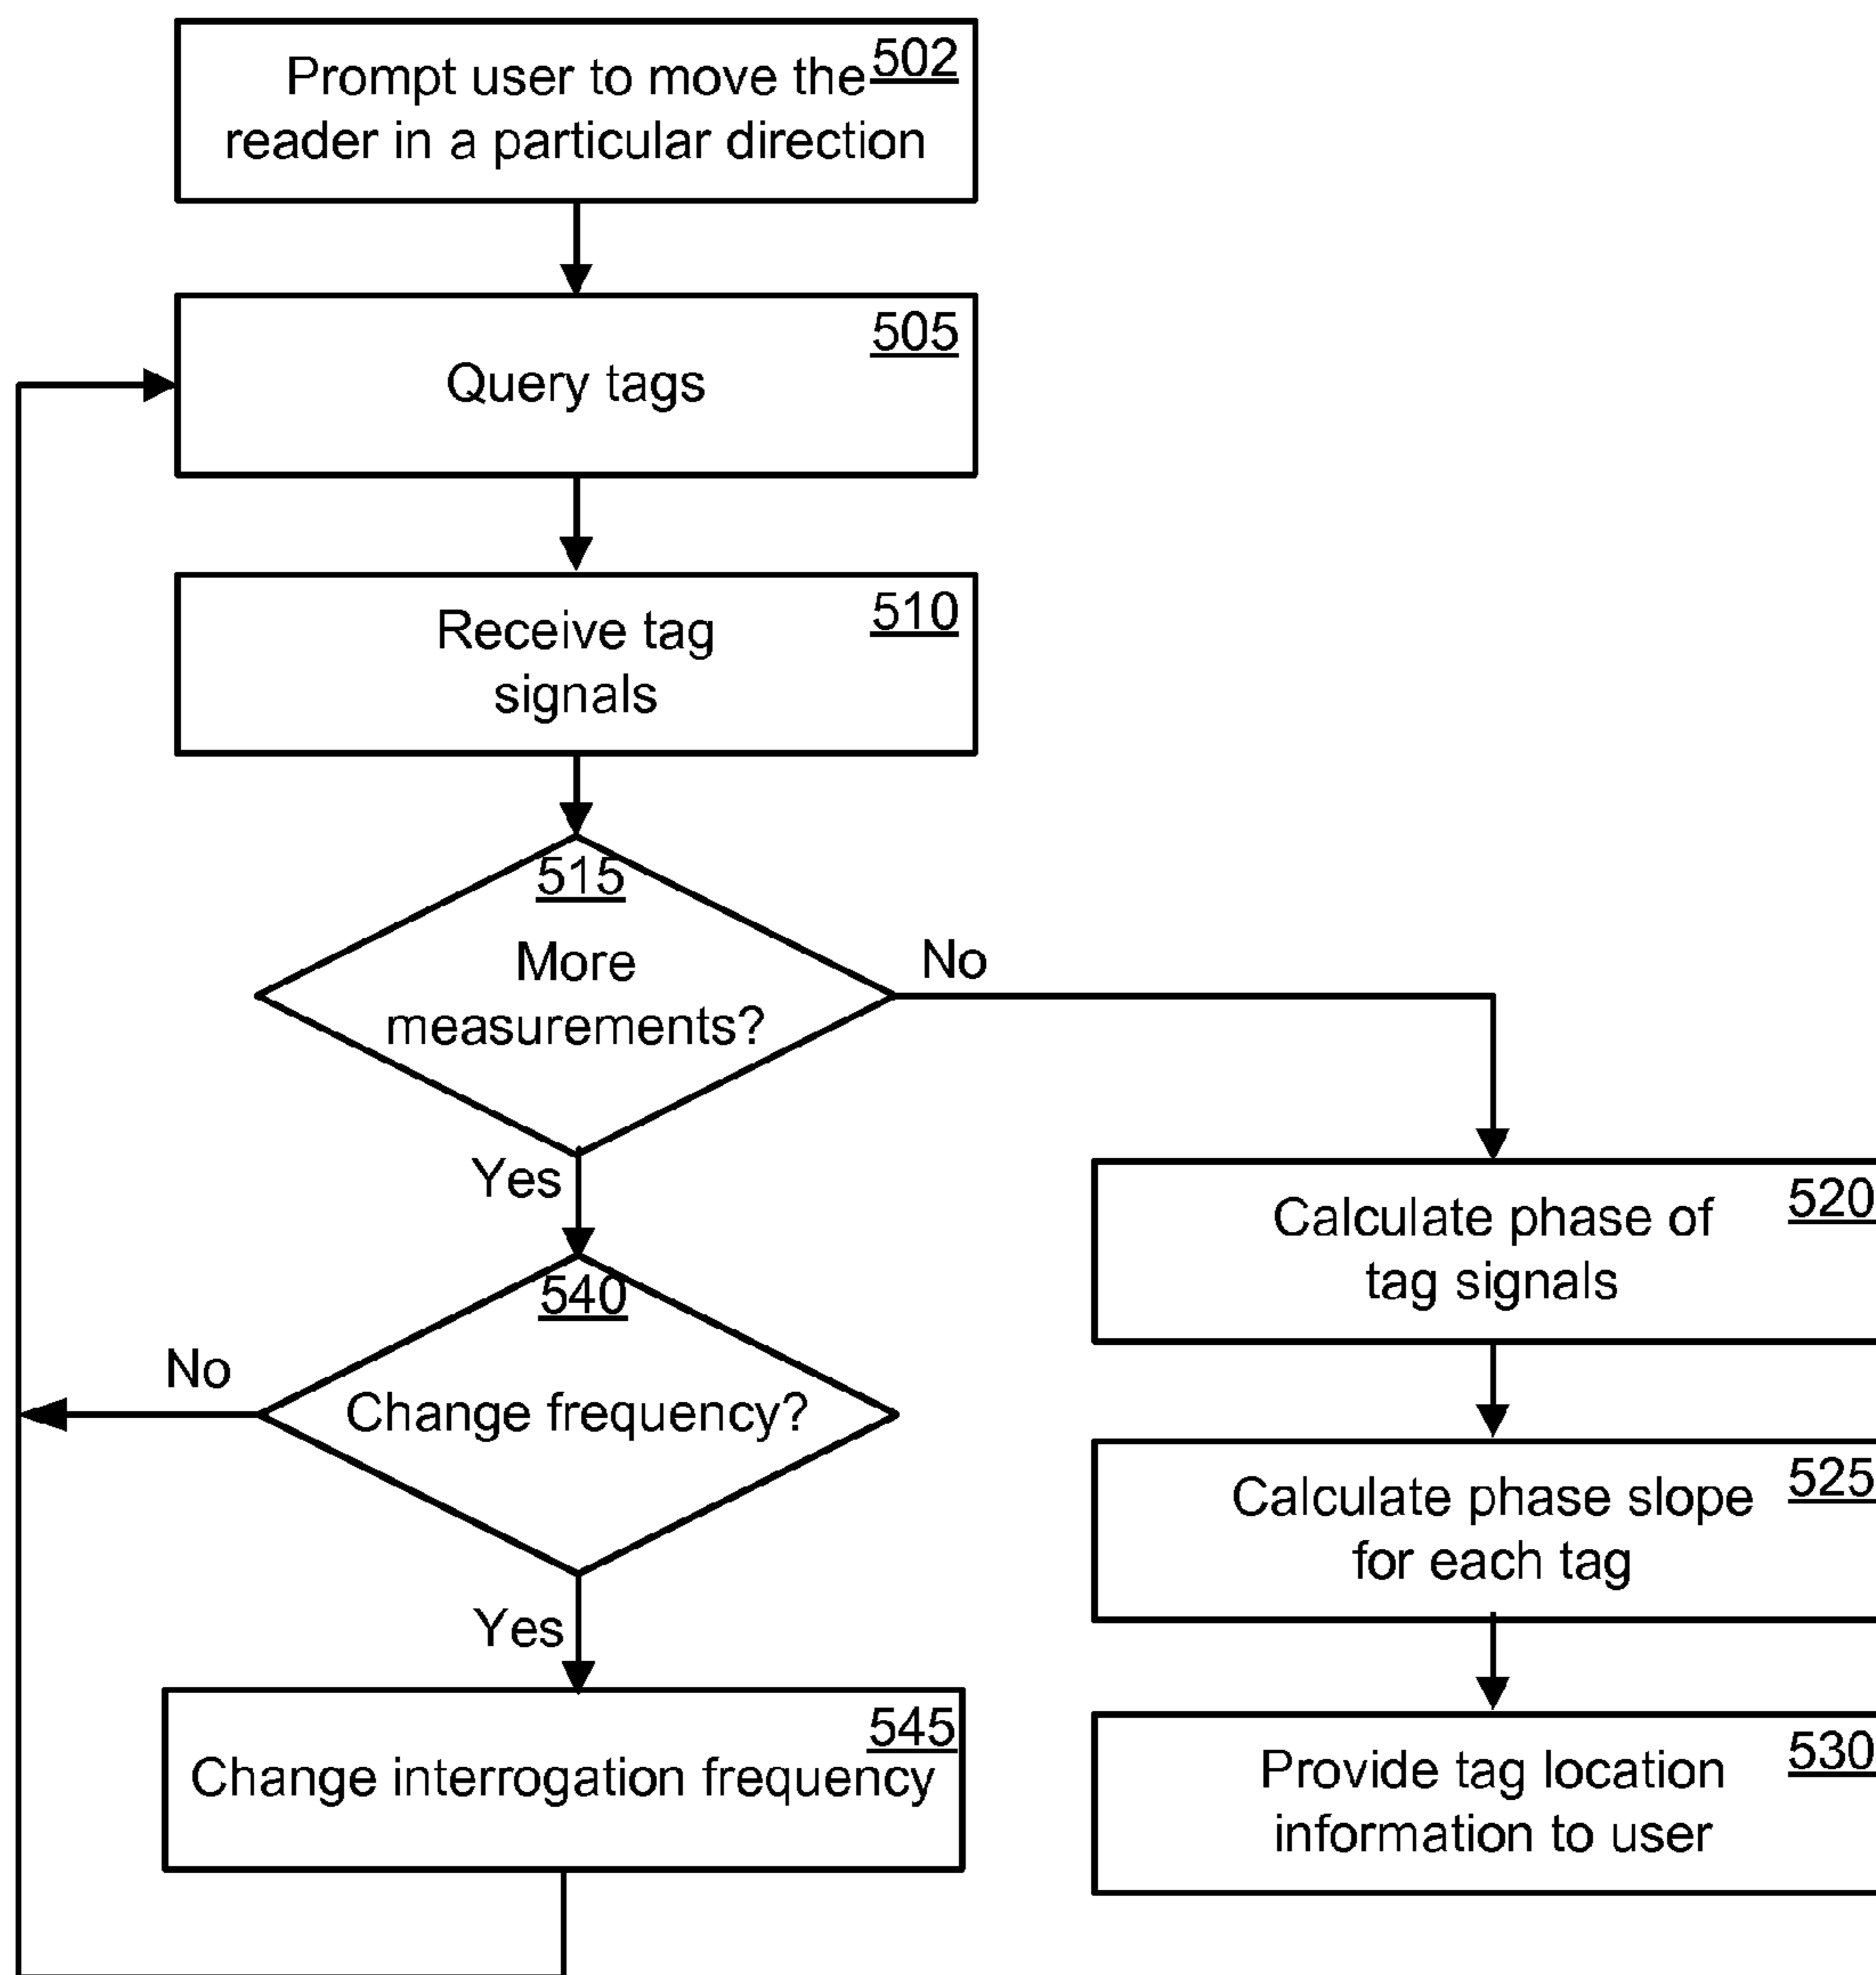 502
Prompt user to move the
reader in a particular direction
505
Query tags
510
Receive tag
signals
515
More
measurements?
No
Yes
540
Change frequency?
No
Yes
545
Change interrogation frequency
520
Calculate phase of
tag signals
525
Calculate phase slope
for each tag
530
Provide tag location
information to user